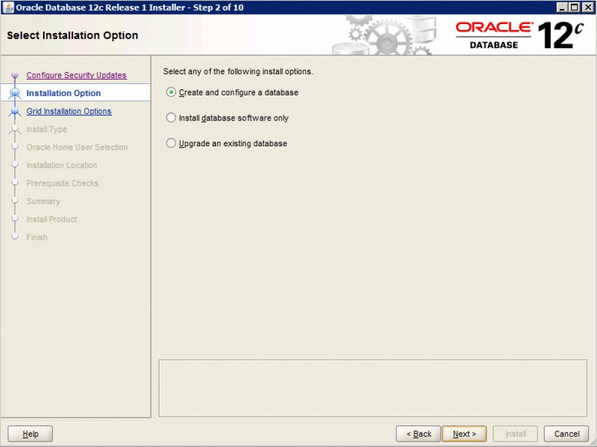 Oracle Database 12c Release 1 Installer - Step 2 of 10
Select Installation Option
ORACLE
DATABASE
12c
Configure Security Updates
Installation Option
Grid Installation Options
Install Type
Oracle Home User Selection
Installation Location
Prerequisite Checks
Summary
Install Product
Finish
Select any of the following install options.
Create and configure a database
Install database software only
Upgrade an existing database
Help
< Back
Next >
Install
Cancel